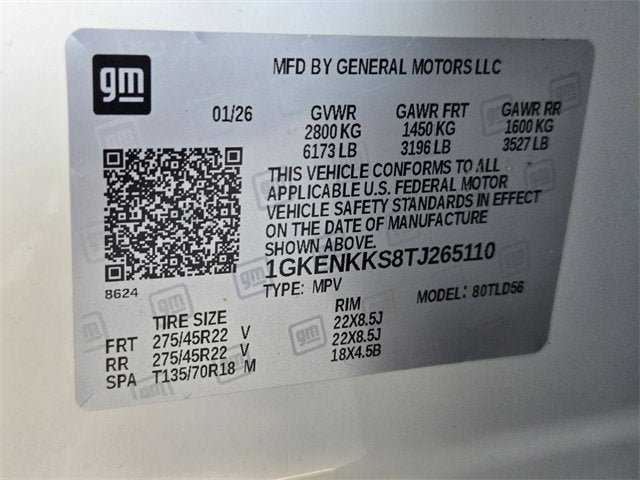 gm
MFD BY GENERAL MOTORS LLC
01/26 GVWR GAWR FRT GAWR RR
2800 KG 1450 KG 1600 KG
6173 LB 3196 LB 3527 LB
THIS VEHICLE CONFORMS TO ALL
APPLICABLE U.S. FEDERAL MOTOR
VEHICLE SAFETY STANDARDS IN EFFECT
ON THE DATE OF MANUFACTURE
SHOWN ABOVE.
1GKENKKS8TJ265110
8624
TYPE: MPV MODEL: 80TLD56
TIRE SIZE RIM
FRT 275/45R22 V 22X8.5J
RR 275/45R22 V 22X8.5J
SPA T135/70R18 M 18X4.5B